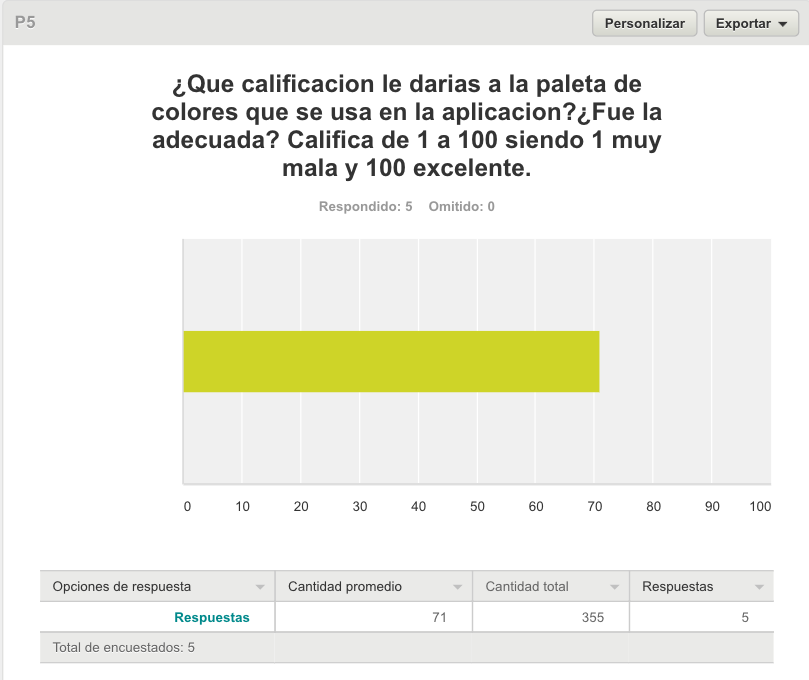 P5
Personalizar
Exportar
¿Que calificacion le darias a la paleta de
colores que se usa en la aplicacion?¿Fue la
adecuada? Califica de 1 a 100 siendo 1 muy
mala y 100 excelente.
Respondido: 5 Omitido: 0
0 10 20 30 40 50 60 70 80 90 100
Opciones de respuesta Cantidad promedio Cantidad total Respuestas
Respuestas 71 355 5
Total de encuestados: 5